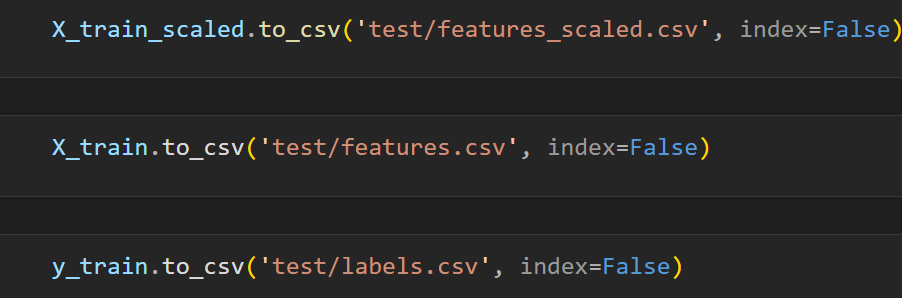 X_train_scaled.to_csv('test/features_scaled.csv', index=False)
X_train.to_csv('test/features.csv', index=False)
y_train.to_csv('test/labels.csv', index=False)